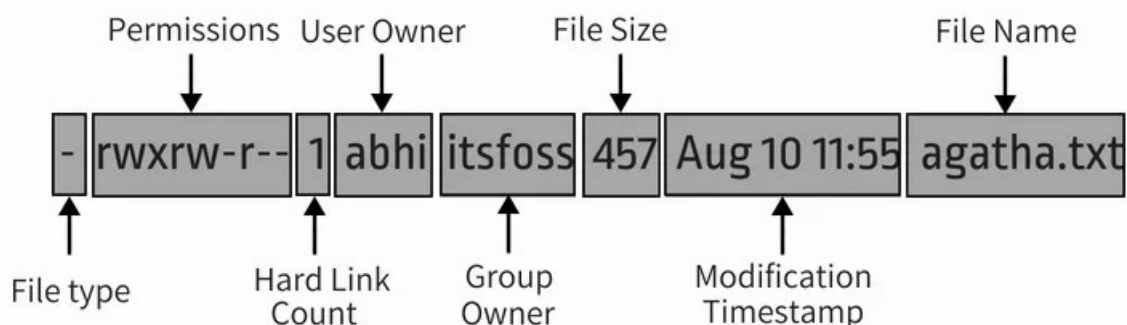 Permissions User Owner File Size File Name
- rwxrw-r-- 1 abhi itsfoss 457 Aug 10 11:55 agatha.txt
File type Hard Link Count Group Owner Modification Timestamp